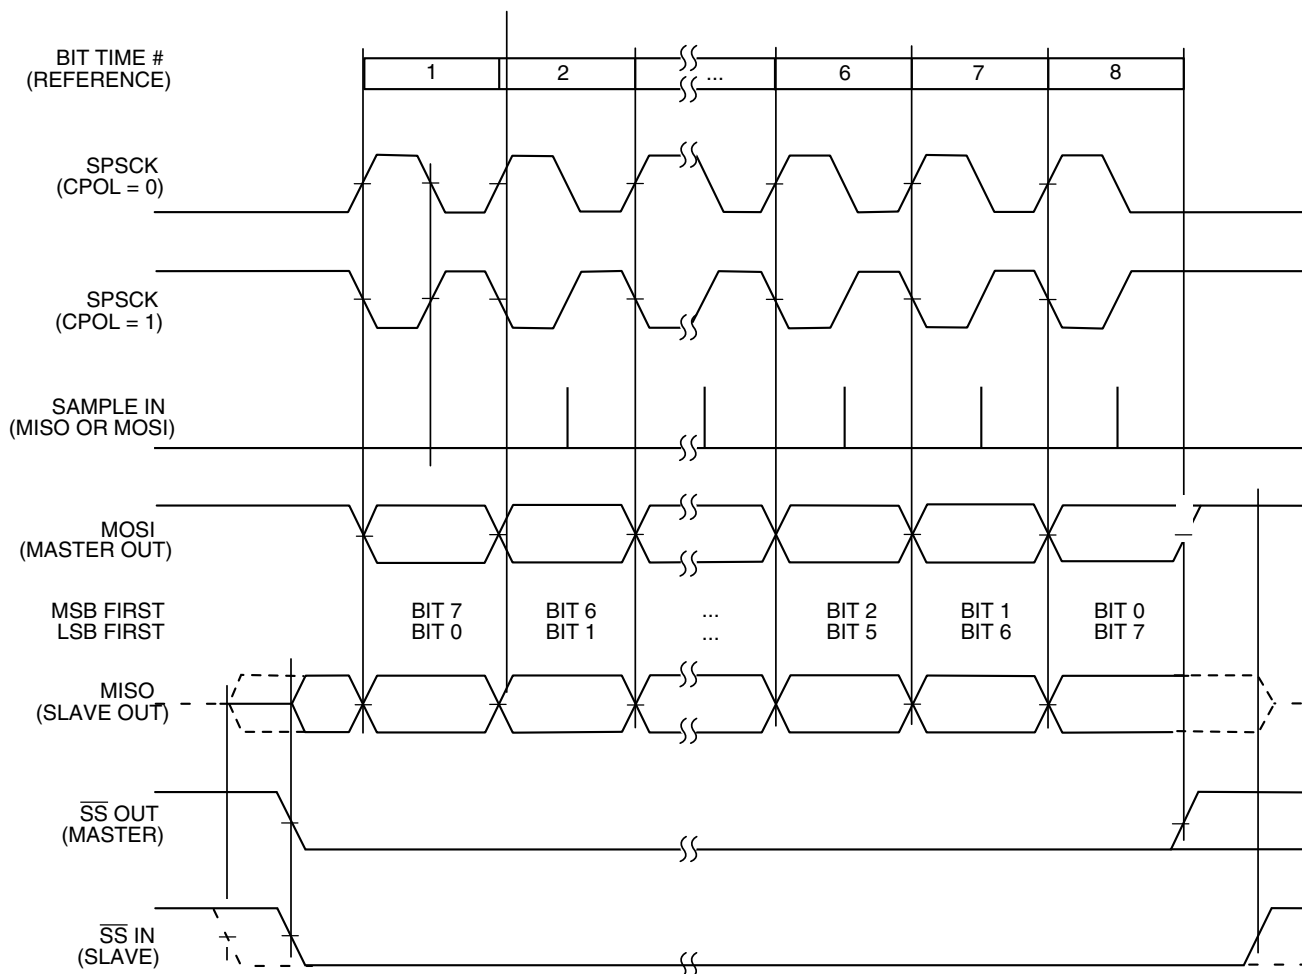 BIT TIME #
(REFERENCE)
1 2 ... 6 7 8
SPSCK
(CPOL = 0)
SPSCK
(CPOL = 1)
SAMPLE IN
(MISO OR MOSI)
MOSI
(MASTER OUT)
MSB FIRST BIT 7 BIT 6 ... BIT 2 BIT 1 BIT 0
LSB FIRST BIT 0 BIT 1 ... BIT 5 BIT 6 BIT 7
MISO
(SLAVE OUT)
S̅S̅ OUT
(MASTER)
S̅S̅ IN
(SLAVE)